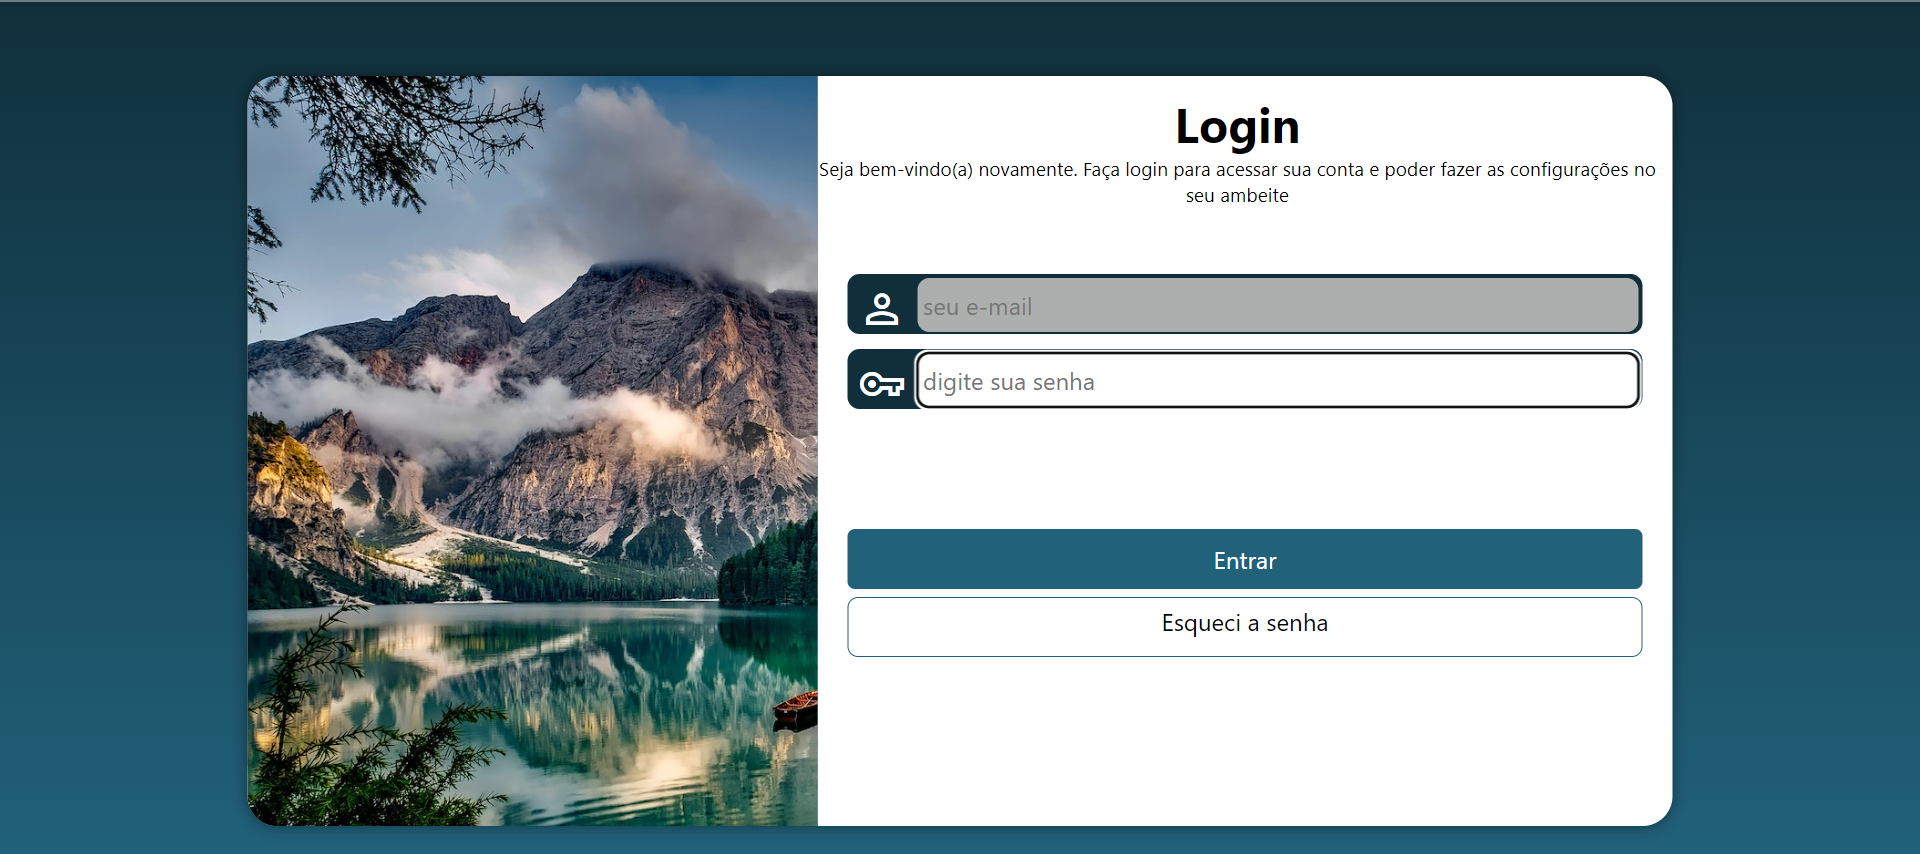 Login
Seja bem-vindo(a) novamente. Faça login para acessar sua conta e poder fazer as configurações no
seu ambeite
seu e-mail
digite sua senha
Entrar
Esqueci a senha